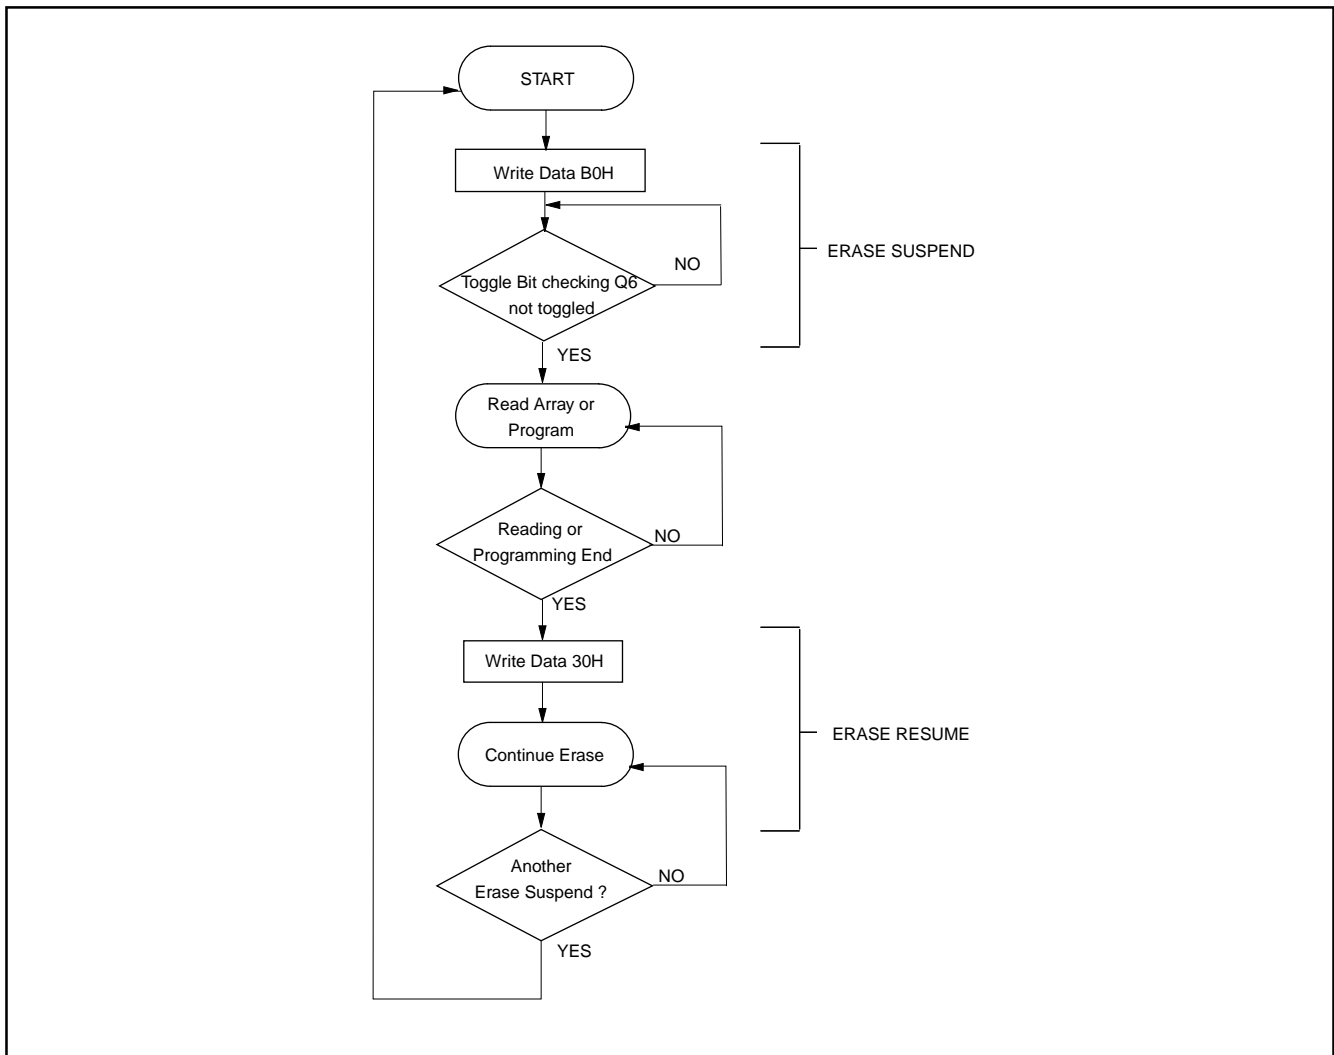 START
Write Data B0H
ERASE SUSPEND
NO
Toggle Bit checking Q6
not toggled
YES
Read Array or
Program
Reading or
NO
Programming End
YES
Write Data 30H
ERASE RESUME
Continue Erase
Another
NO
Erase Suspend ?
YES